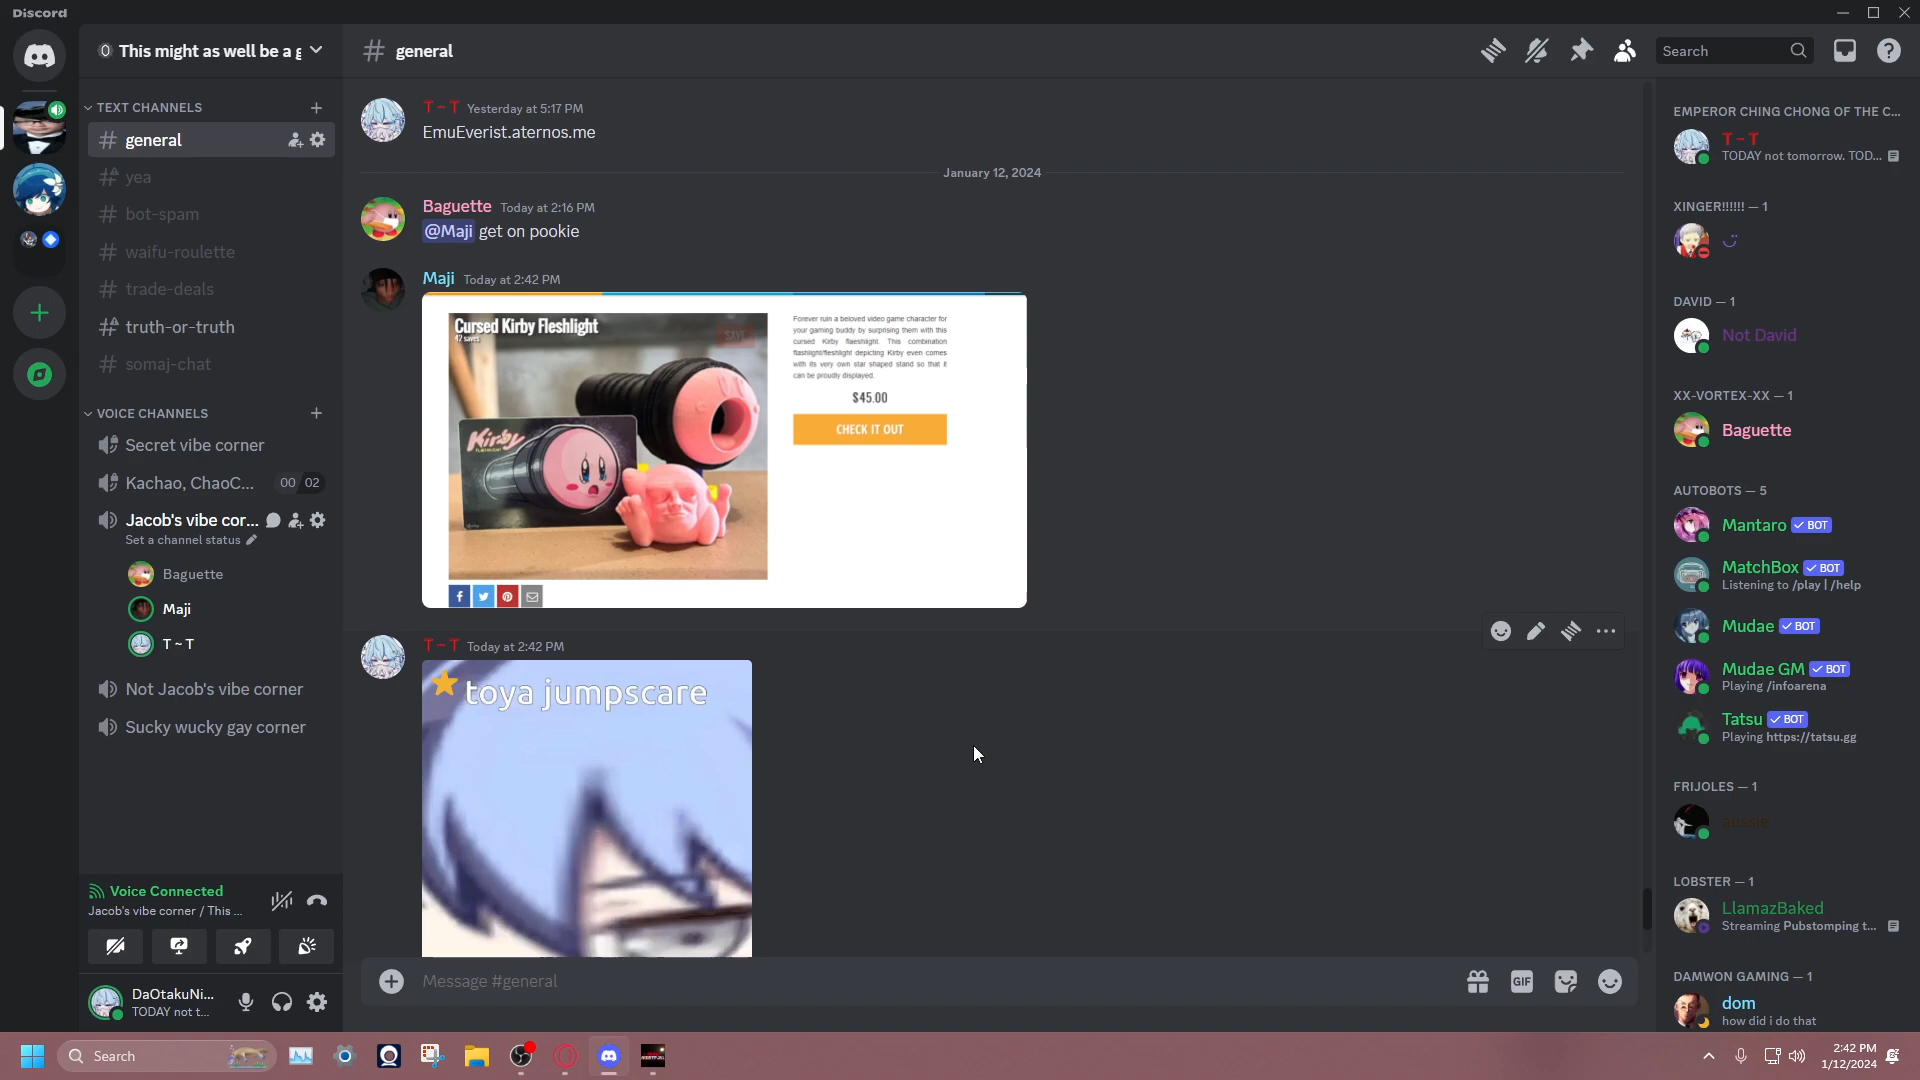 Discord
This might as well be a g
general
Search
TEXT CHANNELS
general
yea
bot-spam
waifu-roulette
trade-deals
truth-or-truth
somaj-chat
VOICE CHANNELS
Secret vibe corner
Kachao, ChaoC... 00 02
Jacob's vibe cor...
Set a channel status
Baguette
Maji
T ~ T
Not Jacob's vibe corner
Sucky wucky gay corner
Voice Connected
Jacob's vibe corner / This ...
DaOtakuNi...
TODAY not t...
T ~ T Yesterday at 5:17 PM
EmuEverist.aternos.me
January 12, 2024
Baguette Today at 2:16 PM
@Maji get on pookie
Maji Today at 2:42 PM
Cursed Kirby Fleshlight
42 saves
SAVE
Kirby
Forever ruin a beloved video game character for
your gaming buddy by surprising them with this
cursed Kirby flaeshlight. This combination
flashlight/fleshlight depicting Kirby even comes
with its very own star shaped stand so that it
can be proudly displayed.
$45.00
CHECK IT OUT
T ~ T Today at 2:42 PM
toya jumpscare
Message #general
GIF
EMPEROR CHING CHONG OF THE C...
T ~ T
TODAY not tomorrow. TOD...
XINGER!!!!!! — 1
DAVID — 1
Not David
XX-VORTEX-XX — 1
Baguette
AUTOBOTS — 5
Mantaro ✓ BOT
MatchBox ✓ BOT
Listening to /play | /help
Mudae ✓ BOT
Mudae GM ✓ BOT
Playing /infoarena
Tatsu ✓ BOT
Playing https://tatsu.gg
FRIJOLES — 1
aussie
LOBSTER — 1
LlamazBaked
Streaming Pubstomping t...
DAMWON GAMING — 1
dom
how did i do that
Search
2:42 PM
1/12/2024